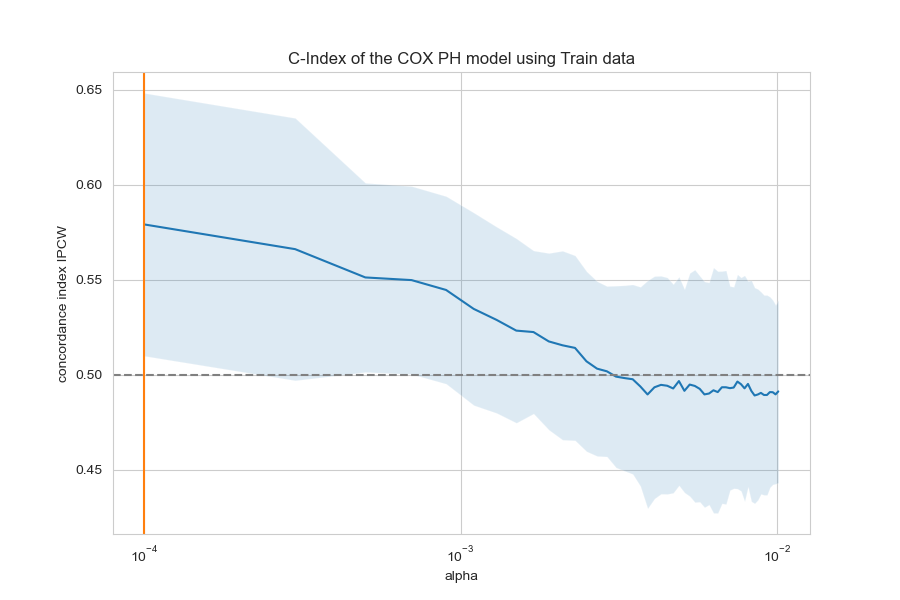 C-Index of the COX PH model using Train data
concordance index IPCW
0.65
0.60
0.55
0.50
0.45
10⁻⁴
10⁻³
10⁻²
alpha